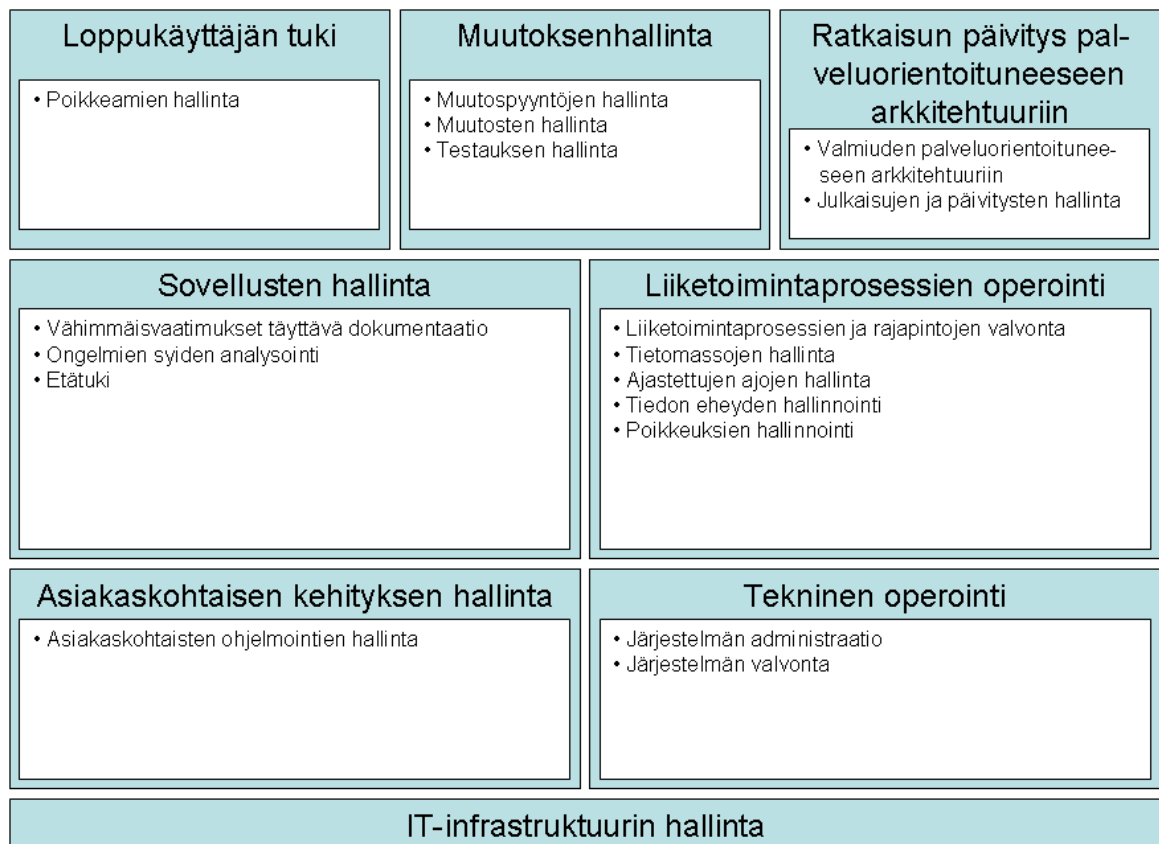 Loppukäyttäjän tuki
• Poikkeamien hallinta
Muutoksenhallinta
• Muutospyyntöjen hallinta
• Muutosten hallinta
• Testauksen hallinta
Ratkaisun päivitys pal-
veluorientoituneeseen
arkkitehtuuriin
• Valmiuden palveluorientoitunee-
seen arkkitehtuuriin
• Julkaisujen ja päivitysten hallinta
Sovellusten hallinta
• Vähimmäisvaatimukset täyttävä dokumentaatio
• Ongelmien syiden analysointi
• Etätuki
Liiketoimintaprosessien operointi
• Liiketoimintaprosessien ja rajapintojen valvonta
• Tietomassojen hallinta
• Ajastettujen ajojen hallinta
• Tiedon eheyden hallinnointi
• Poikkeuksien hallinnointi
Asiakaskohtaisen kehityksen hallinta
• Asiakaskohtaisten ohjelmointien hallinta
Tekninen operointi
• Järjestelmän administraatio
• Järjestelmän valvonta
IT-infrastruktuurin hallinta